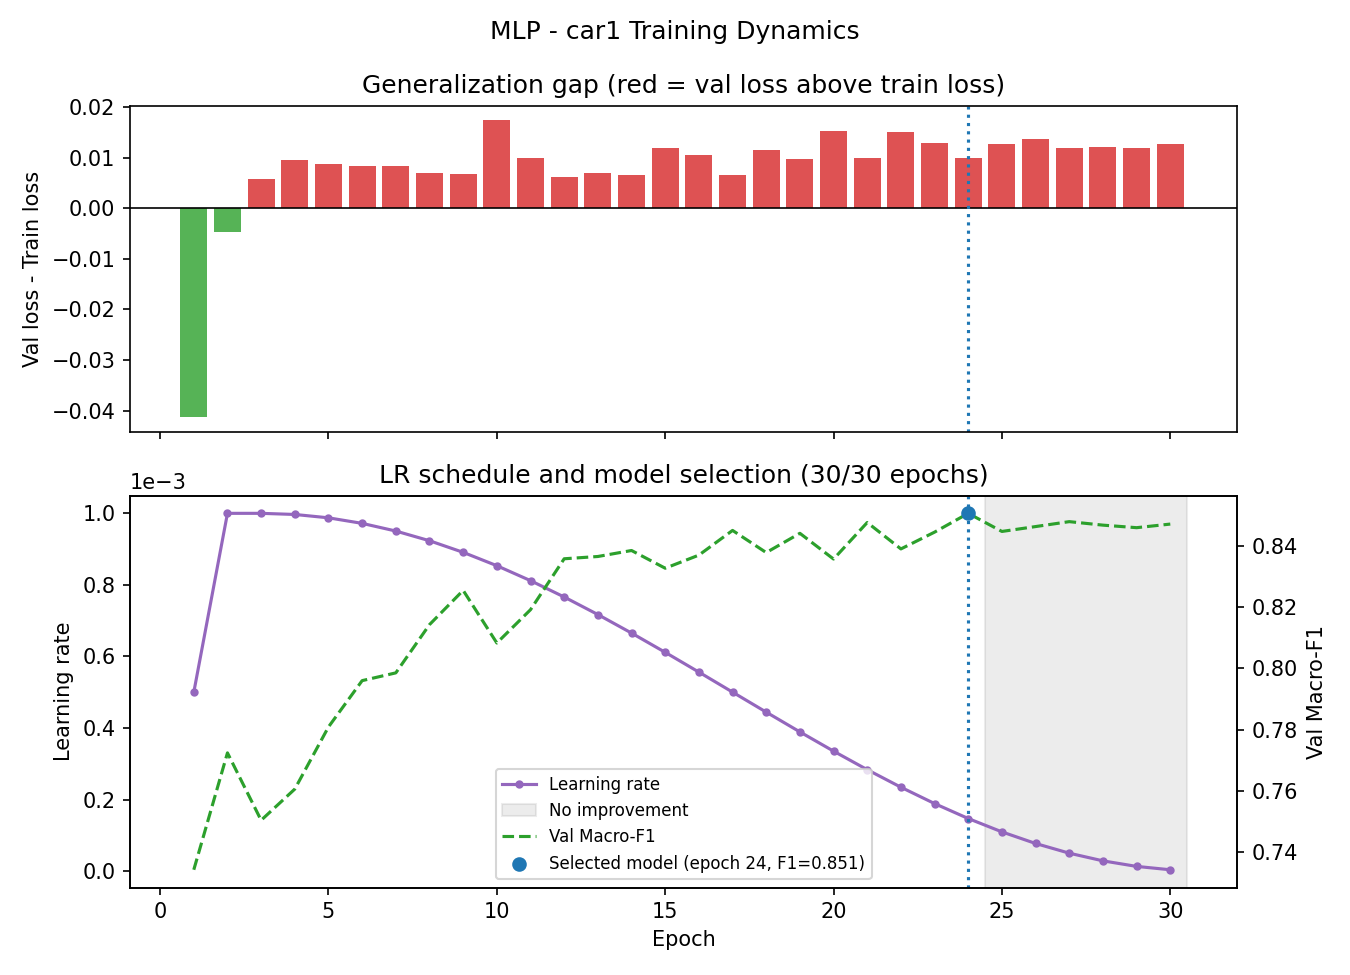 MLP - car1 Training Dynamics
Generalization gap (red = val loss above train loss)
0.02
0.01
0.00
−0.01
−0.02
−0.03
−0.04
Val loss - Train loss
LR schedule and model selection (30/30 epochs)
1e−3
1.0
0.8
0.6
0.4
0.2
0.0
Learning rate
0.84
0.82
0.80
0.78
0.76
0.74
Val Macro-F1
Learning rate
No improvement
Val Macro-F1
Selected model (epoch 24, F1=0.851)
0 5 10 15 20 25 30
Epoch